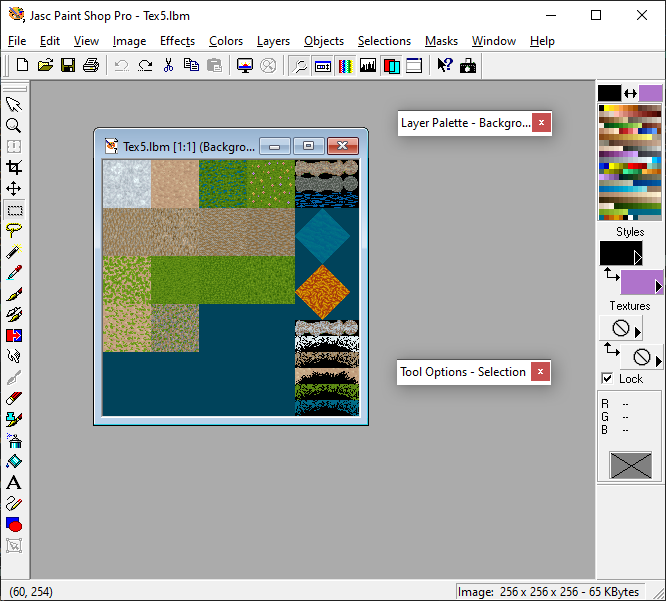 Jasc Paint Shop Pro - Tex5.lbm
File Edit View Image Effects Colors Layers Objects Selections Masks Window Help
Layer Palette - Backgro... x
Tex5.lbm [1:1] (Backgro...
Styles
Textures
Tool Options - Selection x
Lock
R --
G --
B --
A
(60, 254) Image: 256 x 256 x 256 - 65 KBytes